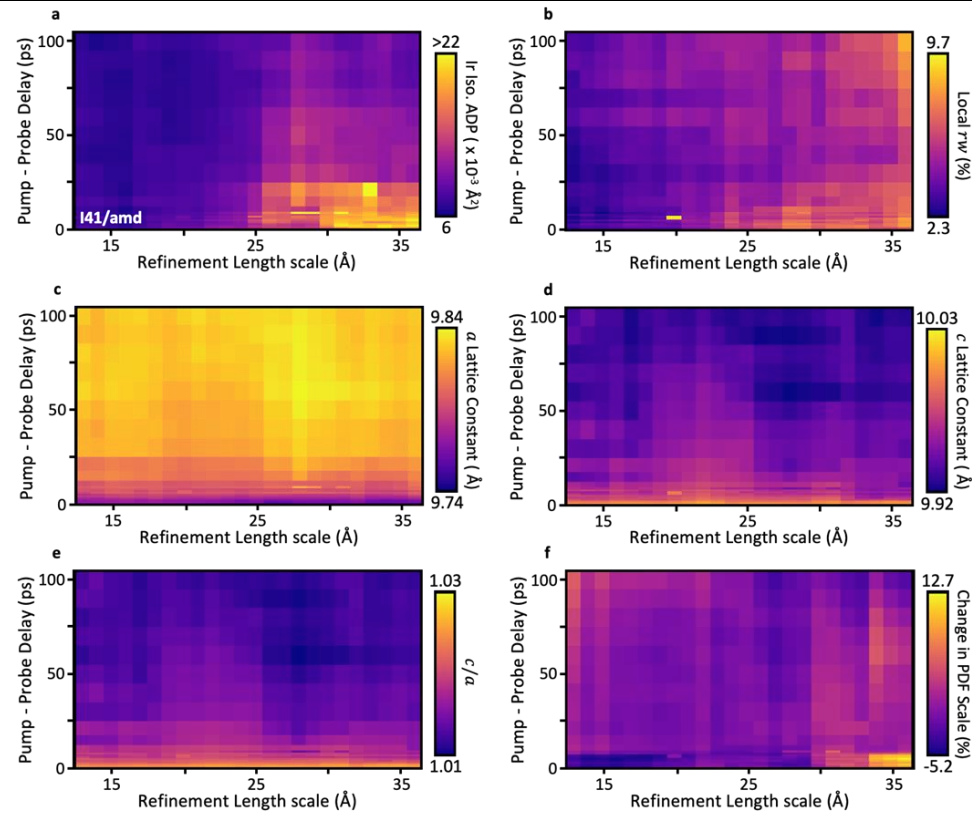 a
Pump - Probe Delay (ps)
100
50
0
I41/amd
15
25
35
Refinement Length scale (Å)
>22
6
Ir Iso. ADP ( x 10⁻³ Å²)
b
Pump - Probe Delay (ps)
100
50
0
15
25
35
Refinement Length scale (Å)
9.7
2.3
Local rw (%)
c
Pump - Probe Delay (ps)
100
50
0
15
25
35
Refinement Length scale (Å)
9.84
9.74
a Lattice Constant ( Å)
d
Pump - Probe Delay (ps)
100
50
0
15
25
35
Refinement Length scale (Å)
10.03
9.92
c Lattice Constant ( Å)
e
Pump - Probe Delay (ps)
100
50
0
15
25
35
Refinement Length scale (Å)
1.03
1.01
c/a
f
Pump - Probe Delay (ps)
100
50
0
15
25
35
Refinement Length scale (Å)
12.7
-5.2
Change in PDF Scale (%)